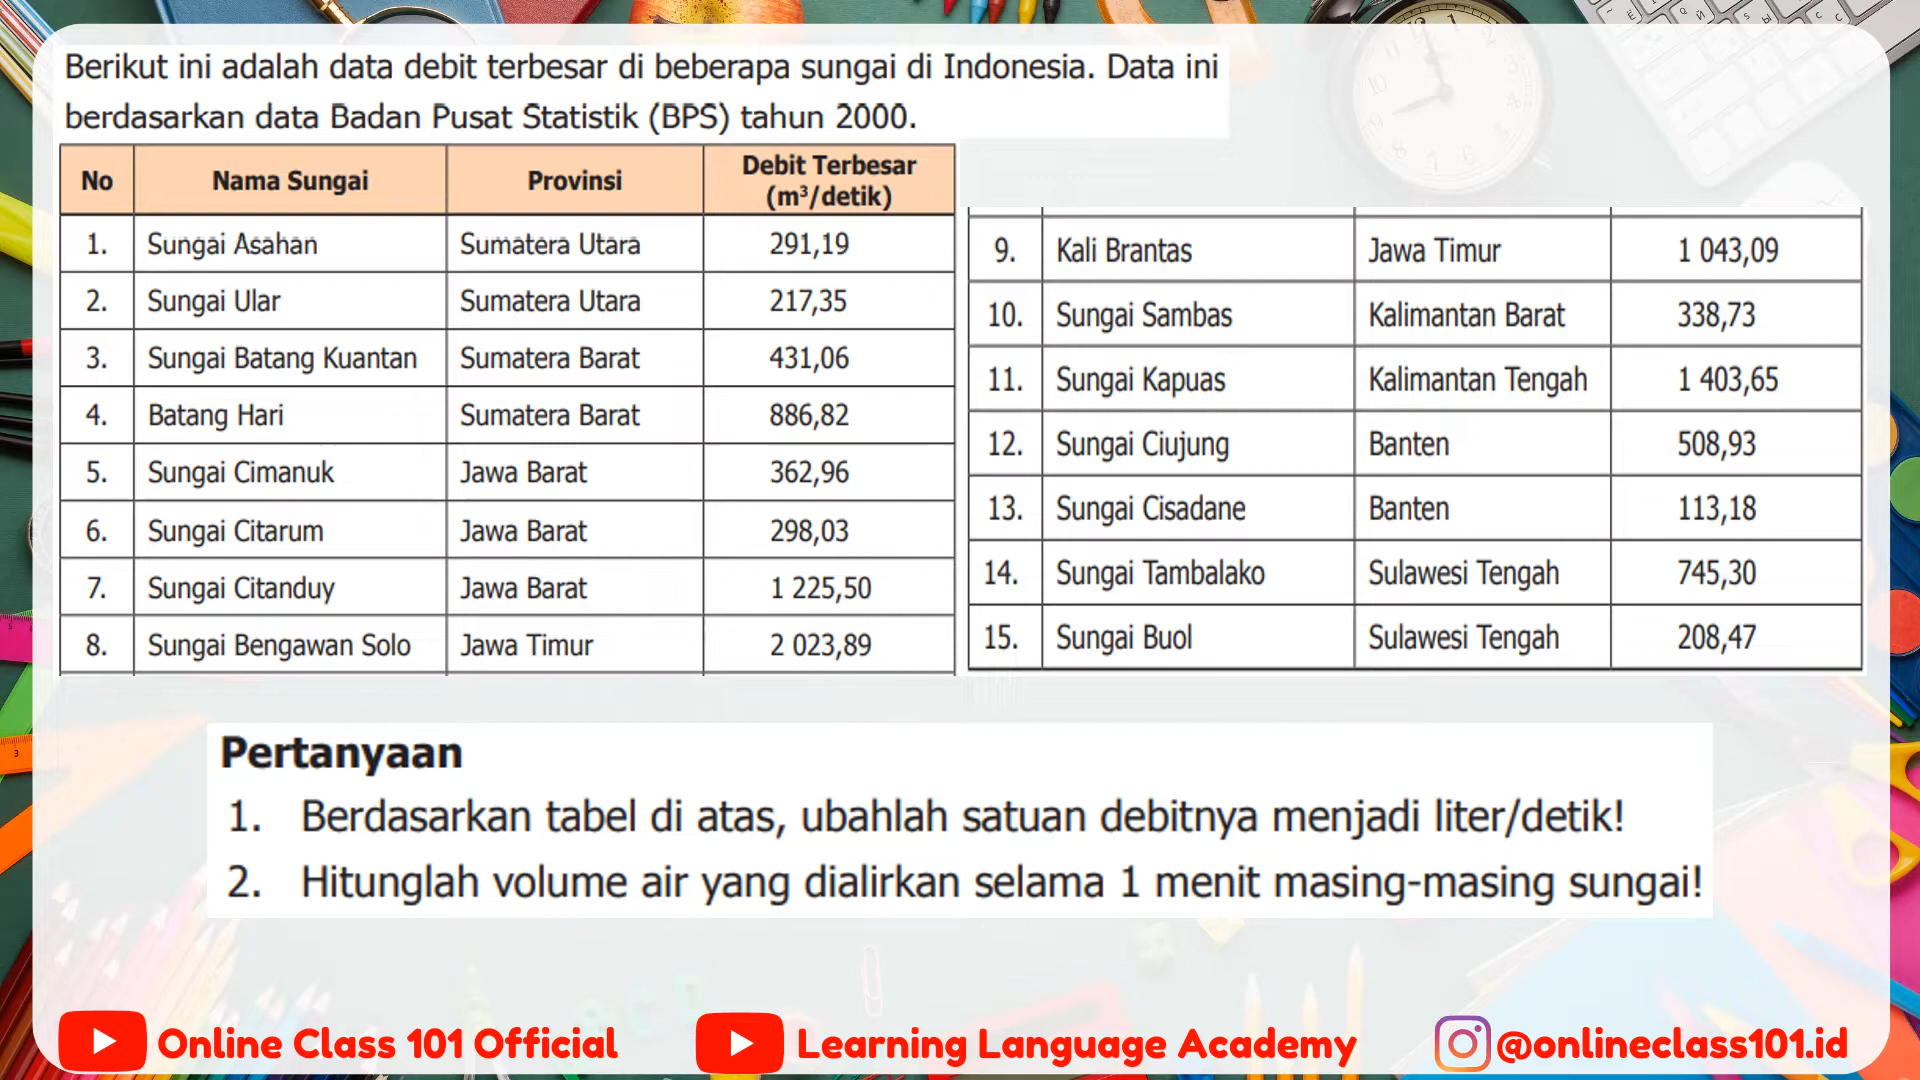 Berikut ini adalah data debit terbesar di beberapa sungai di Indonesia. Data ini
berdasarkan data Badan Pusat Statistik (BPS) tahun 2000.
No Nama Sungai Provinsi Debit Terbesar (m³/detik)
1. Sungai Asahan Sumatera Utara 291,19
2. Sungai Ular Sumatera Utara 217,35
3. Sungai Batang Kuantan Sumatera Barat 431,06
4. Batang Hari Sumatera Barat 886,82
5. Sungai Cimanuk Jawa Barat 362,96
6. Sungai Citarum Jawa Barat 298,03
7. Sungai Citanduy Jawa Barat 1 225,50
8. Sungai Bengawan Solo Jawa Timur 2 023,89
9. Kali Brantas Jawa Timur 1 043,09
10. Sungai Sambas Kalimantan Barat 338,73
11. Sungai Kapuas Kalimantan Tengah 1 403,65
12. Sungai Ciujung Banten 508,93
13. Sungai Cisadane Banten 113,18
14. Sungai Tambalako Sulawesi Tengah 745,30
15. Sungai Buol Sulawesi Tengah 208,47
Pertanyaan
1. Berdasarkan tabel di atas, ubahlah satuan debitnya menjadi liter/detik!
2. Hitunglah volume air yang dialirkan selama 1 menit masing-masing sungai!
Online Class 101 Official
Learning Language Academy
@onlineclass101.id